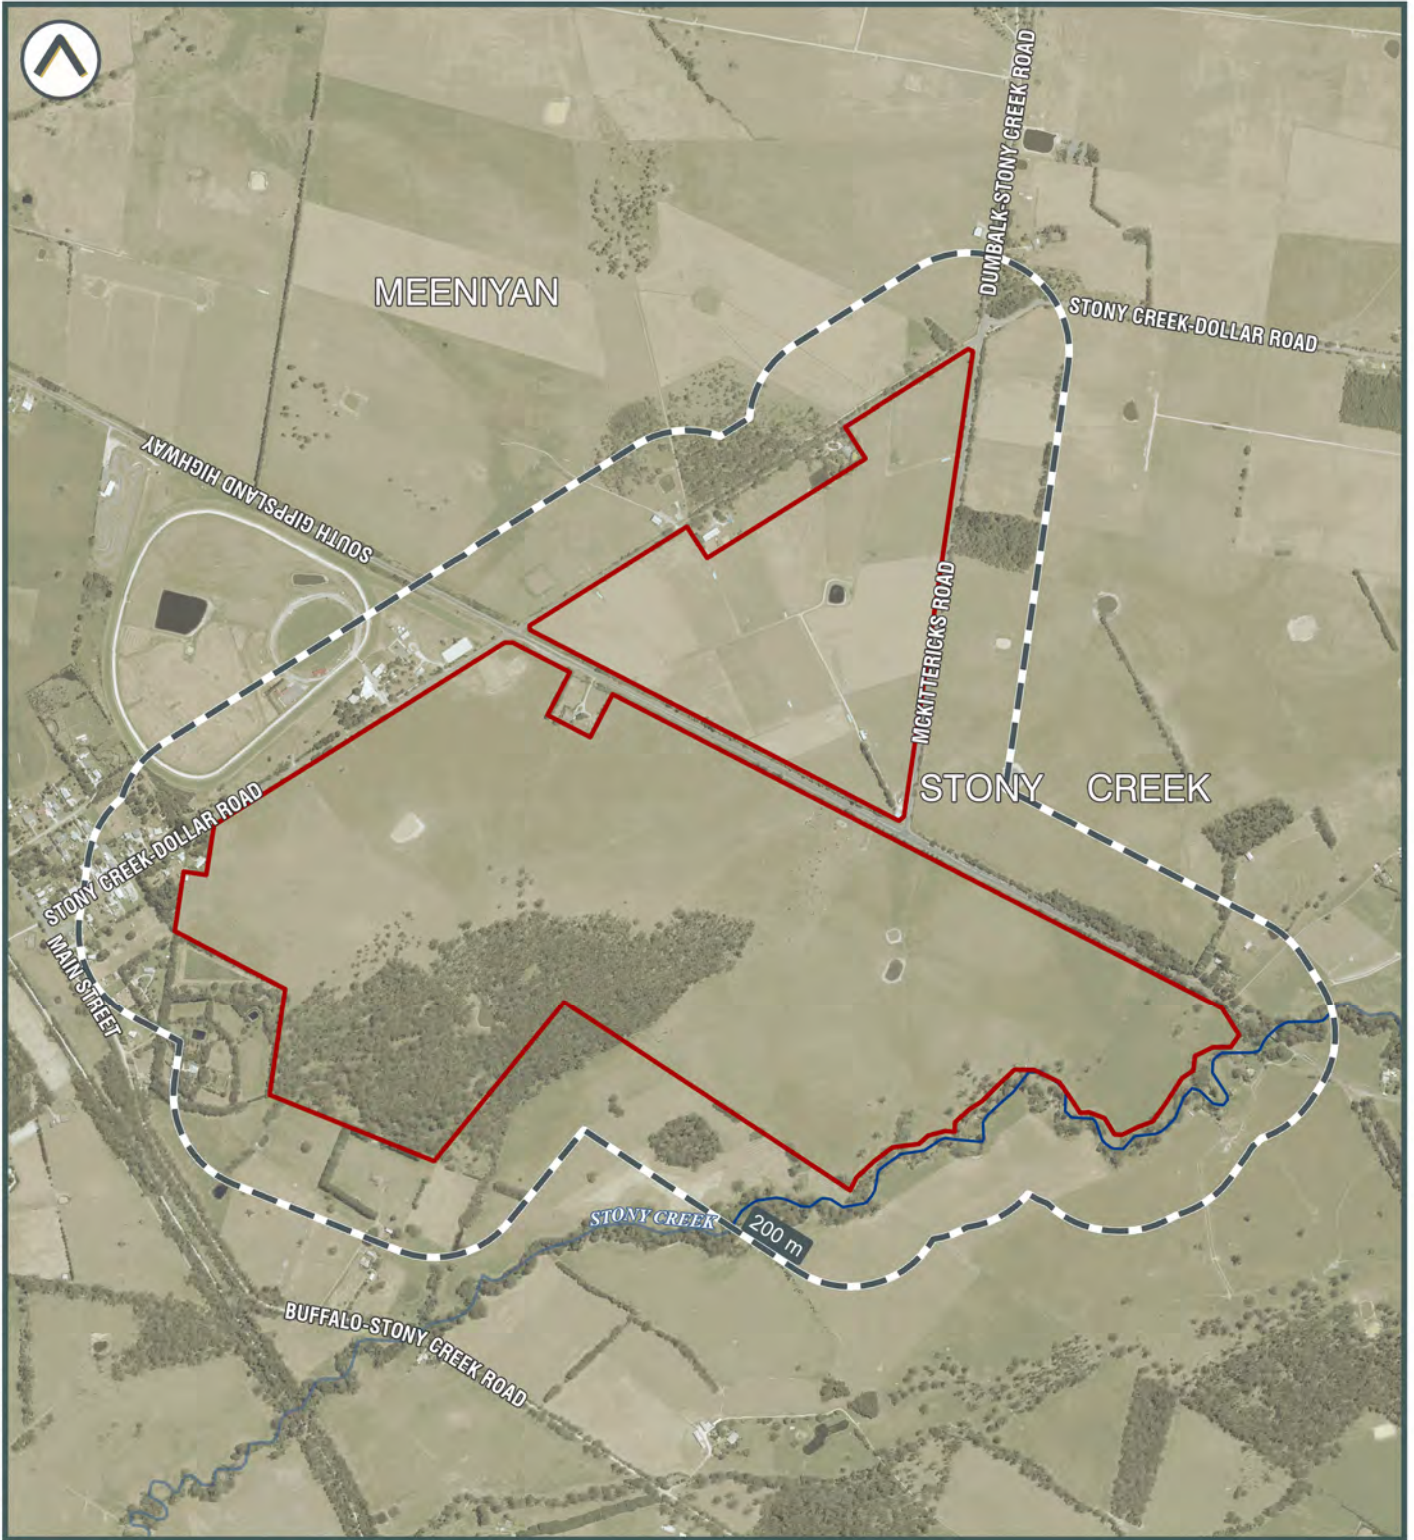 DUMBALK-STONY CREEK ROAD
MEENIYAN
STONY CREEK-DOLLAR ROAD
SOUTH GIPPSLAND HIGHWAY
MCKITTERICKS ROAD
STONY CREEK
STONY CREEK-DOLLAR ROAD
MAIN STREET
STONY CREEK
200 m
BUFFALO-STONY CREEK ROAD